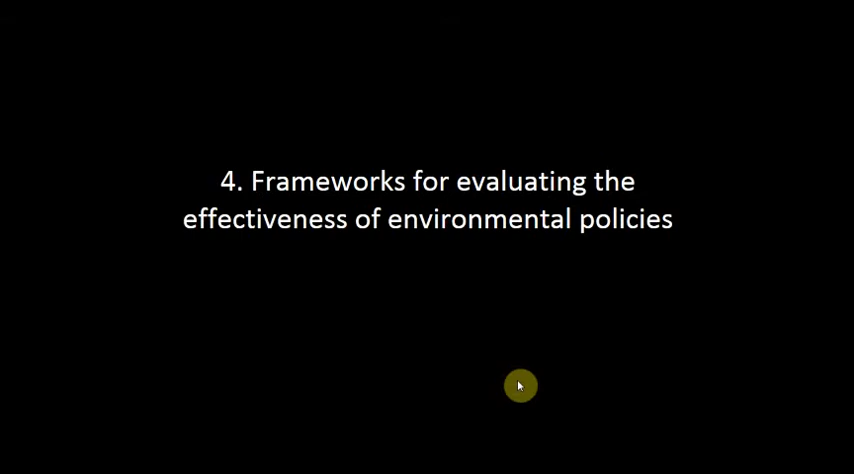 4. Frameworks for evaluating the
effectiveness of environmental policies